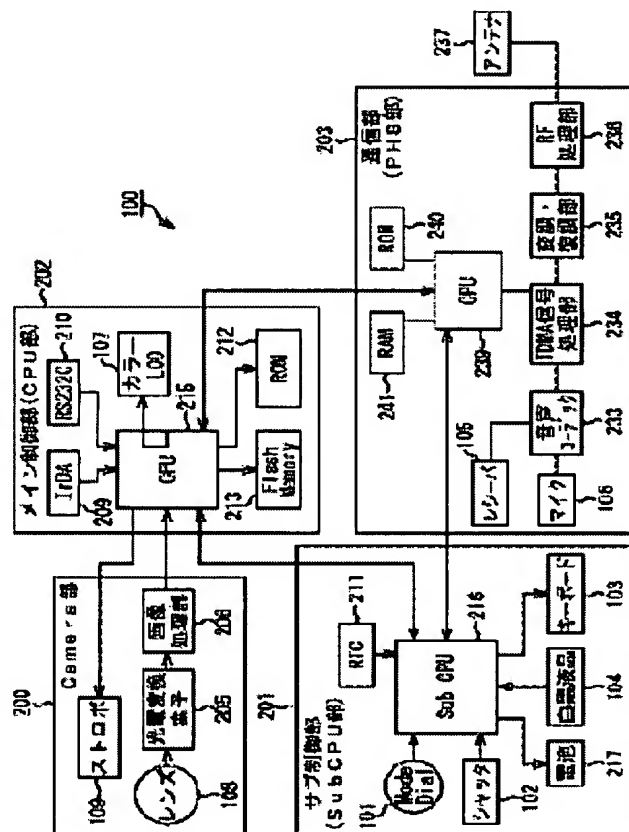 100
200
Camera部
109
ストロボ
レンズ
108
光電変換
素子
205
画像
処理部
206
202
メイン制御部(CPU部)
IrDA
209
RS232C
210
107
カラー
LCD
215
CPU
212
ROM
213
Flash
Memory
201
サブ制御部
(SubCPU部)
RTC
211
Sub CPU
216
101
Mode
Dial
シャッタ
102
電池
217
白黒液晶
104
キーボード
103
203
通信部
(PHS部)
ROM
240
RAM
241
CPU
239
レシーバ
105
マイク
106
音声
コーデック
233
TDMA信号
処理部
234
変調・
復調部
235
RF
処理部
236
237
アンテナ